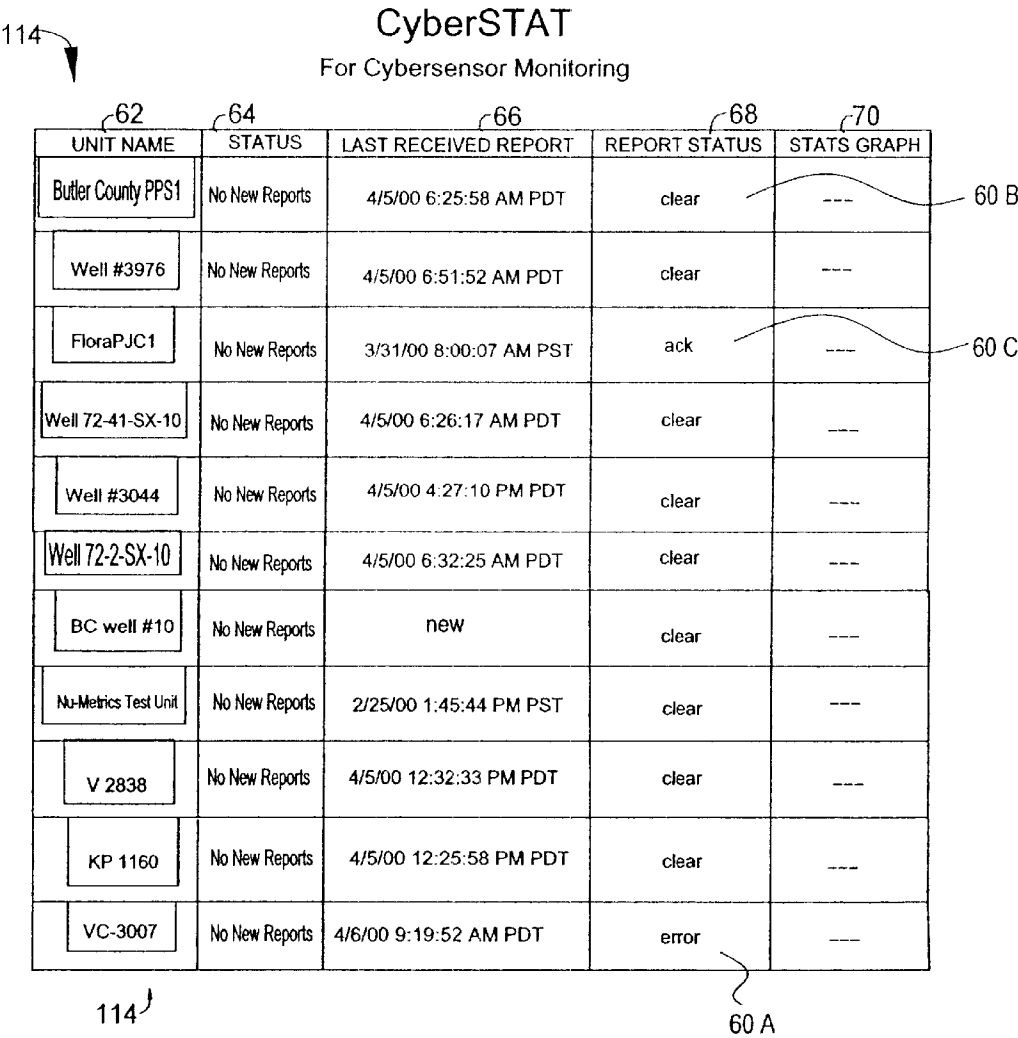 CyberSTAT
114
For Cybersensor Monitoring
62 64 66 68 70
UNIT NAME STATUS LAST RECEIVED REPORT REPORT STATUS STATS GRAPH
Butler County PPS1 No New Reports 4/5/00 6:25:58 AM PDT clear --- 60 B
Well #3976 No New Reports 4/5/00 6:51:52 AM PDT clear ---
FloraPJC1 No New Reports 3/31/00 8:00:07 AM PST ack --- 60 C
Well 72-41-SX-10 No New Reports 4/5/00 6:26:17 AM PDT clear ---
Well #3044 No New Reports 4/5/00 4:27:10 PM PDT clear ---
Well 72-2-SX-10 No New Reports 4/5/00 6:32:25 AM PDT clear ---
BC well #10 No New Reports new clear ---
Nu-Metrics Test Unit No New Reports 2/25/00 1:45:44 PM PST clear ---
V 2838 No New Reports 4/5/00 12:32:33 PM PDT clear ---
KP 1160 No New Reports 4/5/00 12:25:58 PM PDT clear ---
VC-3007 No New Reports 4/6/00 9:19:52 AM PDT error ---
114
60 A